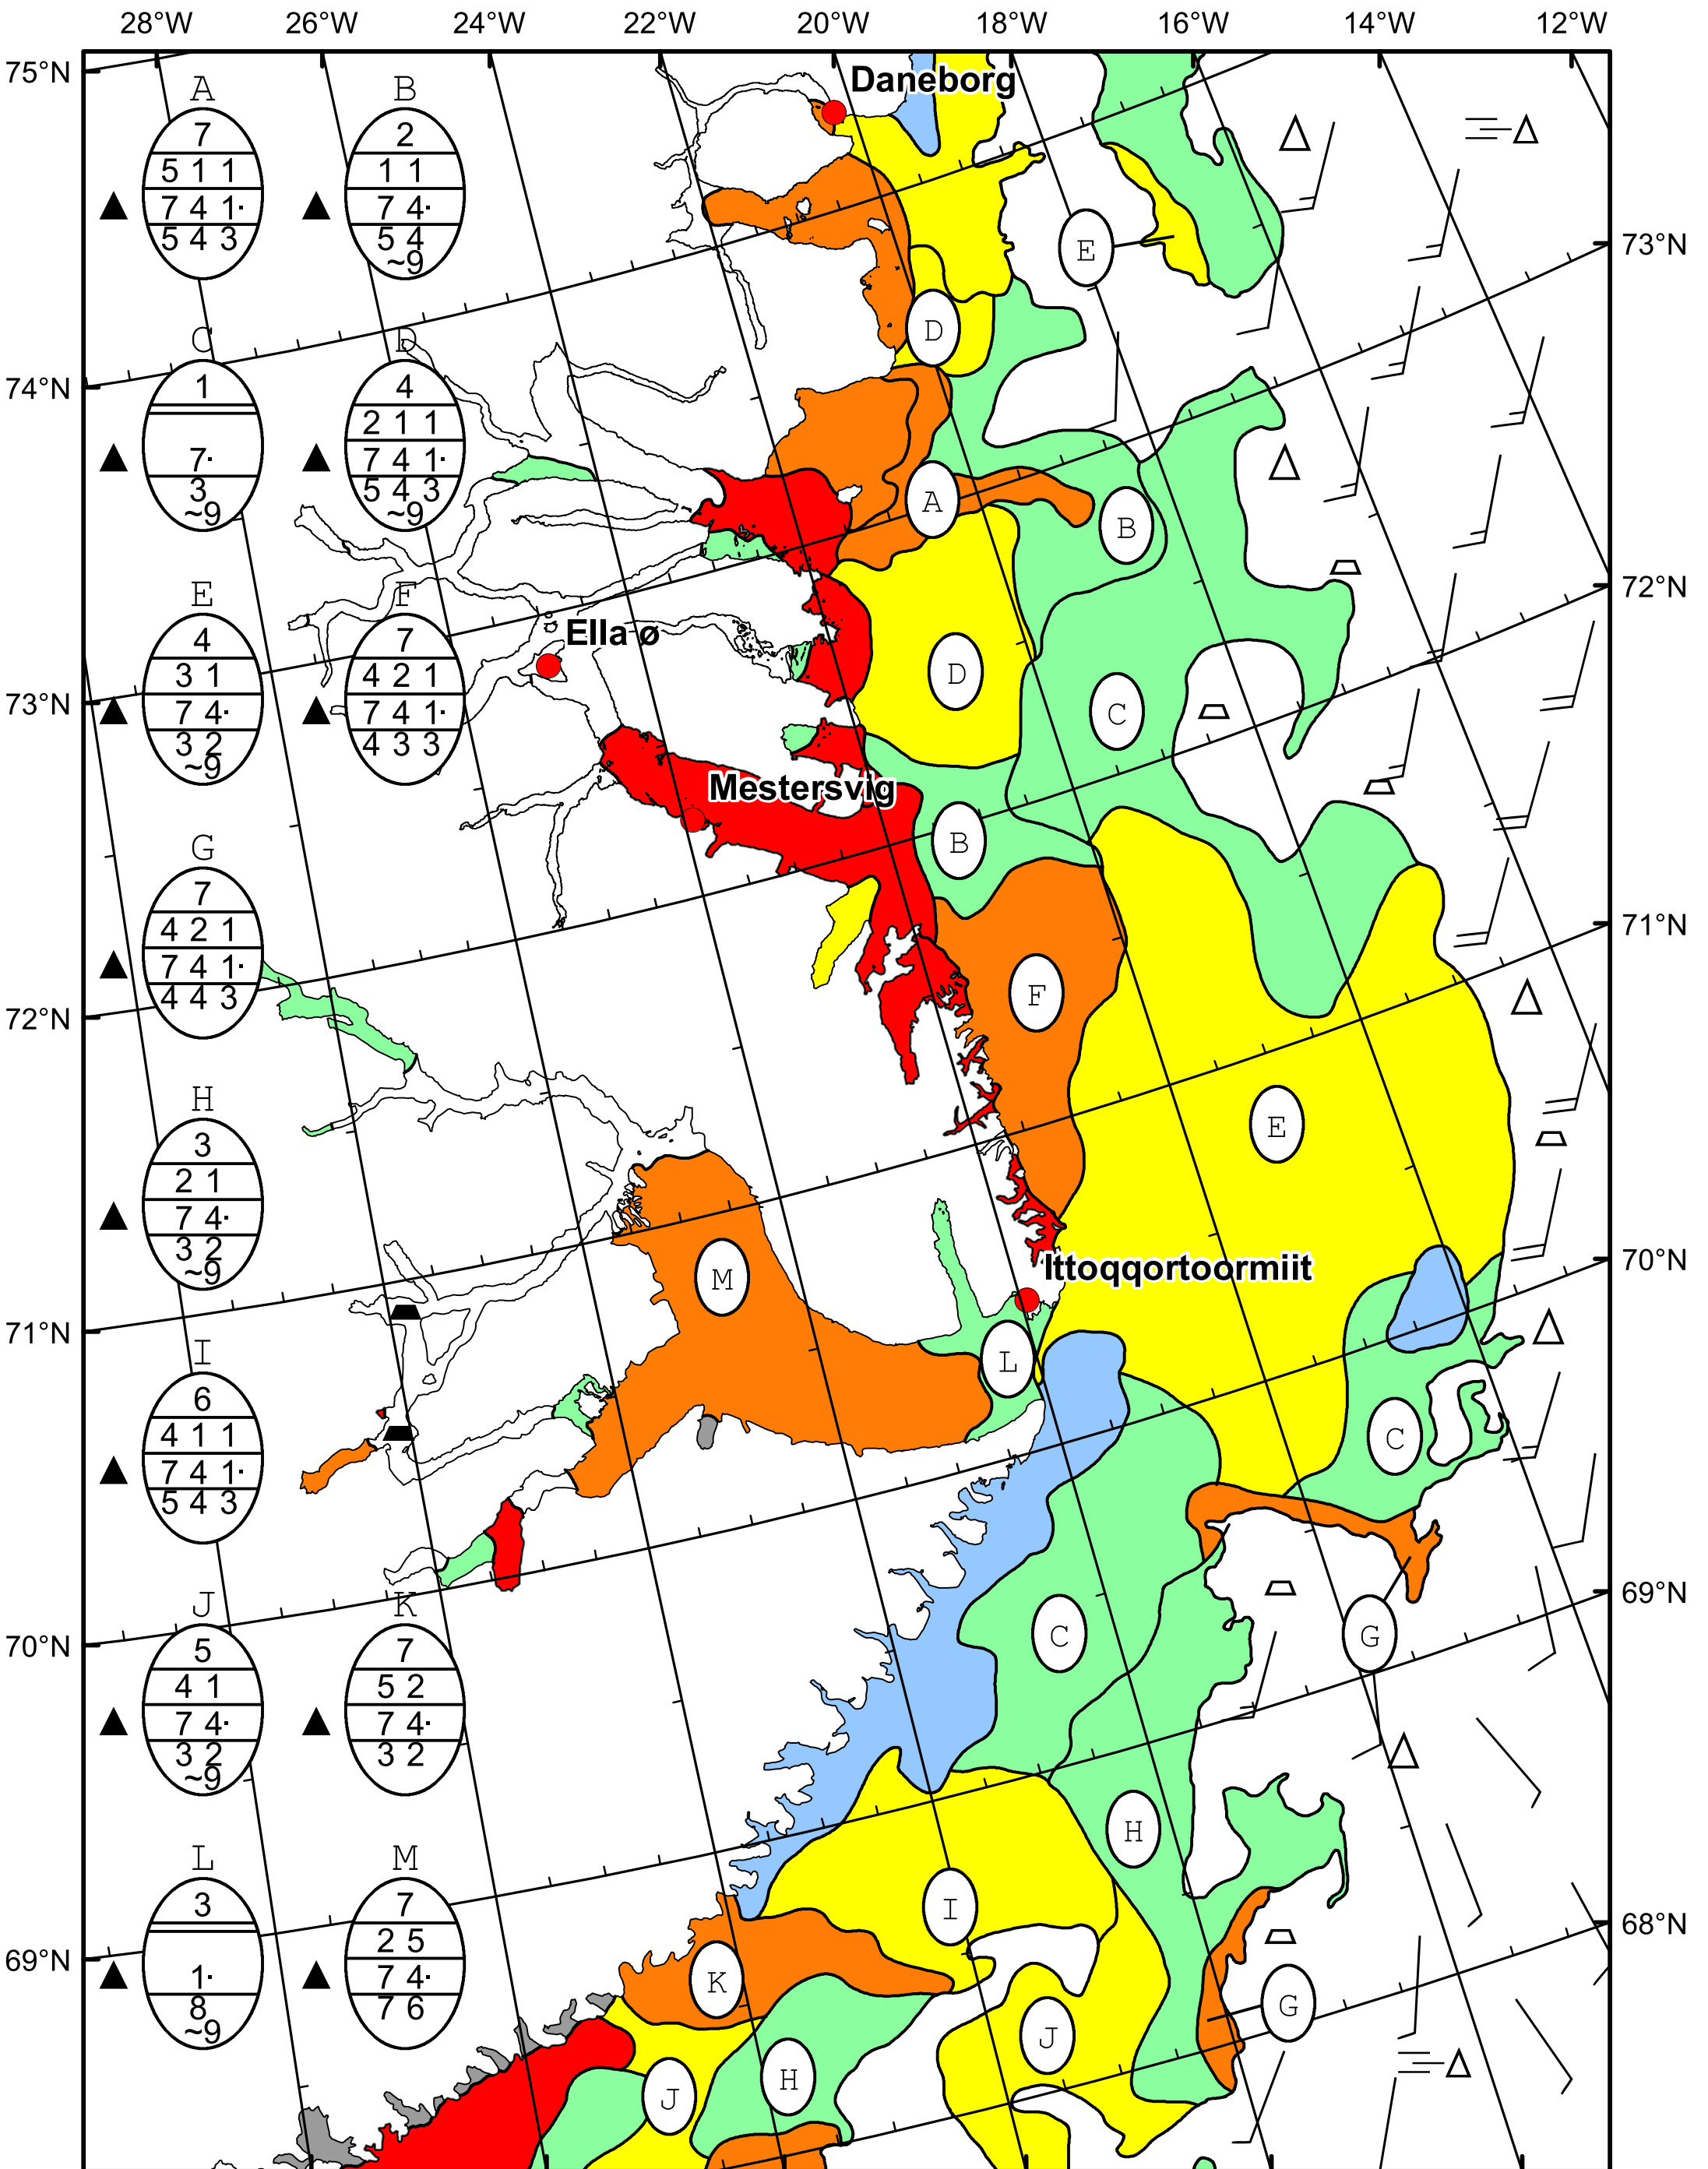 28°W 26°W 24°W 22°W 20°W 18°W 16°W 14°W 12°W
75°N
Daneborg
A B
7 2
5 1 1 1 1
7 4 1· 7 4·
5 4 3 5 4
~9
73°N
E
D
C D
74°N
1 4
2 1 1
7· 7 4 1·
3 5 4 3
~9 ~9
A
B
72°N
E F
Ella ø
4 7
3 1 4 2 1
7 4· 7 4 1·
3 2 4 3 3
~9
D
73°N
C
Mestersvig
B
G
7
4 2 1
7 4 1·
4 4 3
71°N
F
72°N
H
3
2 1
7 4·
3 2
~9
E
M
Ittoqqortoormiit
70°N
71°N
L
I
6
4 1 1
7 4 1·
5 4 3
C
69°N
J K
C
G
70°N
5 7
4 1 5 2
7 4· 7 4·
3 2 3 2
~9
H
L M
3 7
2 5
1· 7 4·
8 7 6
~9
I
68°N
69°N
K
G
J
H
J